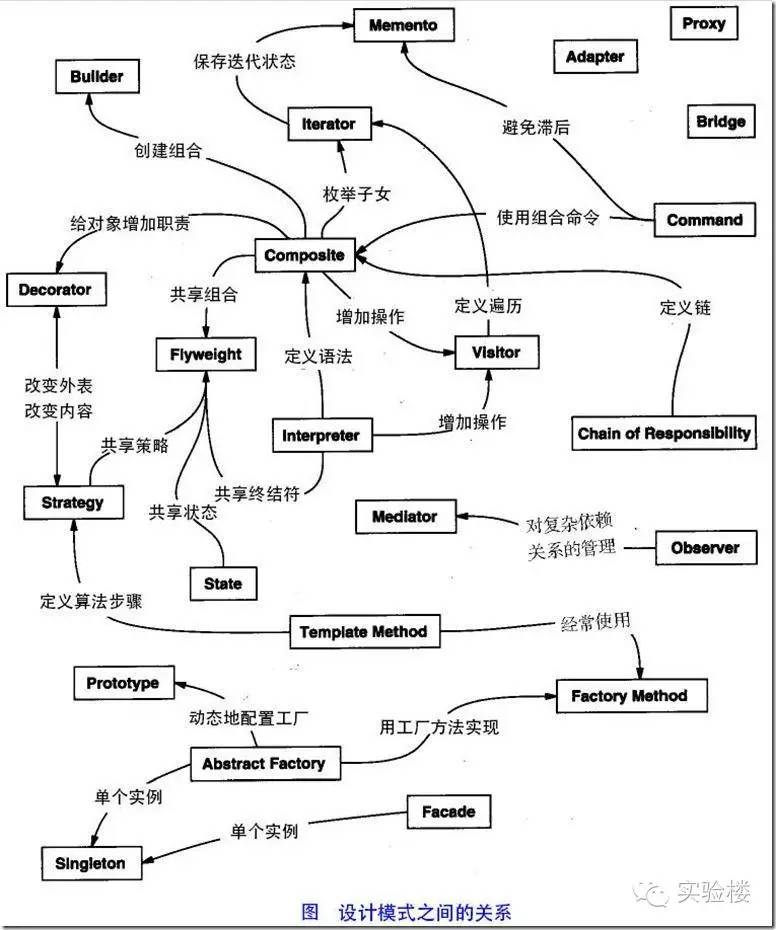 Memento
Proxy
Adapter
Builder
保存迭代状态
Iterator
Bridge
避免滞后
创建组合
枚举子女
给对象增加职责
使用组合命令
Command
Composite
Decorator
共享组合
增加操作
定义遍历
定义链
Flyweight
定义语法
Visitor
改变外表
改变内容
共享策略
Interpreter
增加操作
Chain of Responsibility
Strategy
共享状态
共享终结符
Mediator
对复杂依赖
关系的管理
Observer
State
定义算法步骤
Template Method
经常使用
Prototype
Factory Method
动态地配置工厂
用工厂方法实现
Abstract Factory
单个实例
Facade
单个实例
Singleton
实验楼
图 设计模式之间的关系